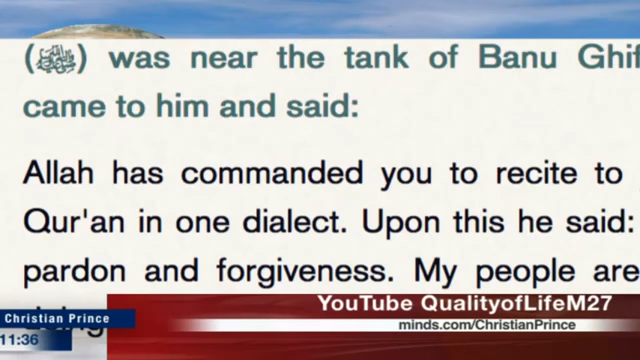 (ﷺ) was near the tank of Banu Ghif
came to him and said:
Allah has commanded you to recite to
Qur'an in one dialect. Upon this he said:
pardon and forgiveness. My people are
YouTube QualityofLifeM27
Christian Prince
minds.com/ChristianPrince
11:36